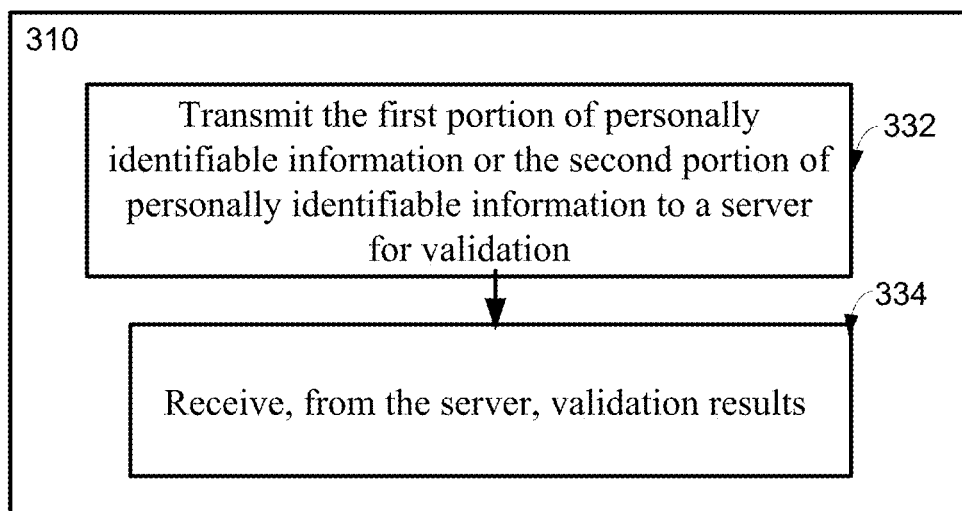 310
Transmit the first portion of personally
identifiable information or the second portion of
personally identifiable information to a server
for validation
332
334
Receive, from the server, validation results